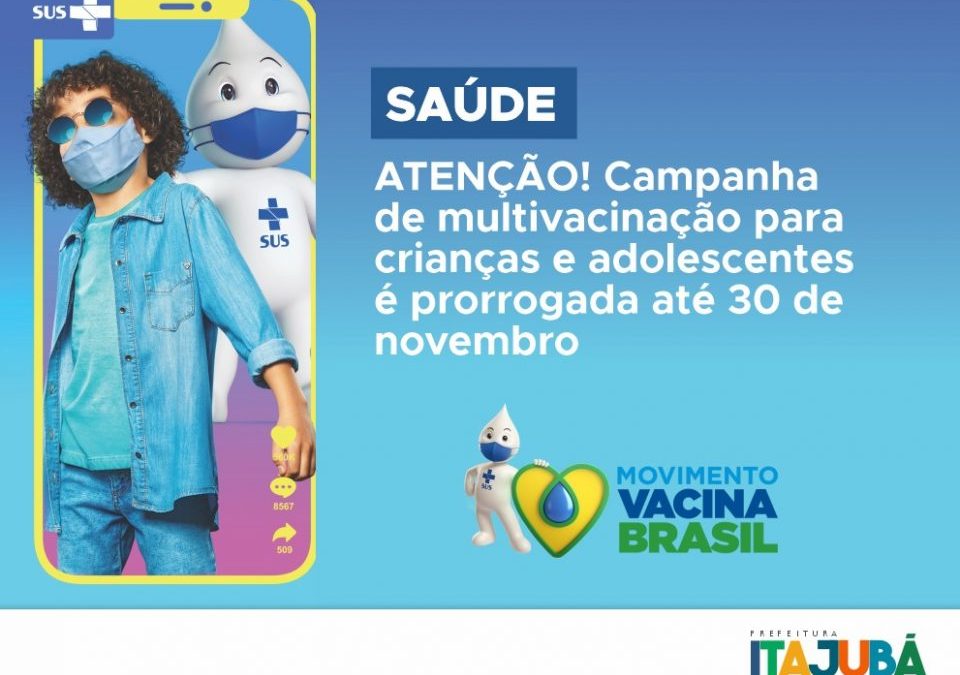 SUS
SUS
SAÚDE
ATENÇÃO! Campanha
de multivacinação para
crianças e adolescentes
é prorrogada até 30 de
novembro
8567
509
SUS
MOVIMENTO
VACINA
BRASIL
PREFEITURA
ITAJUBÁ